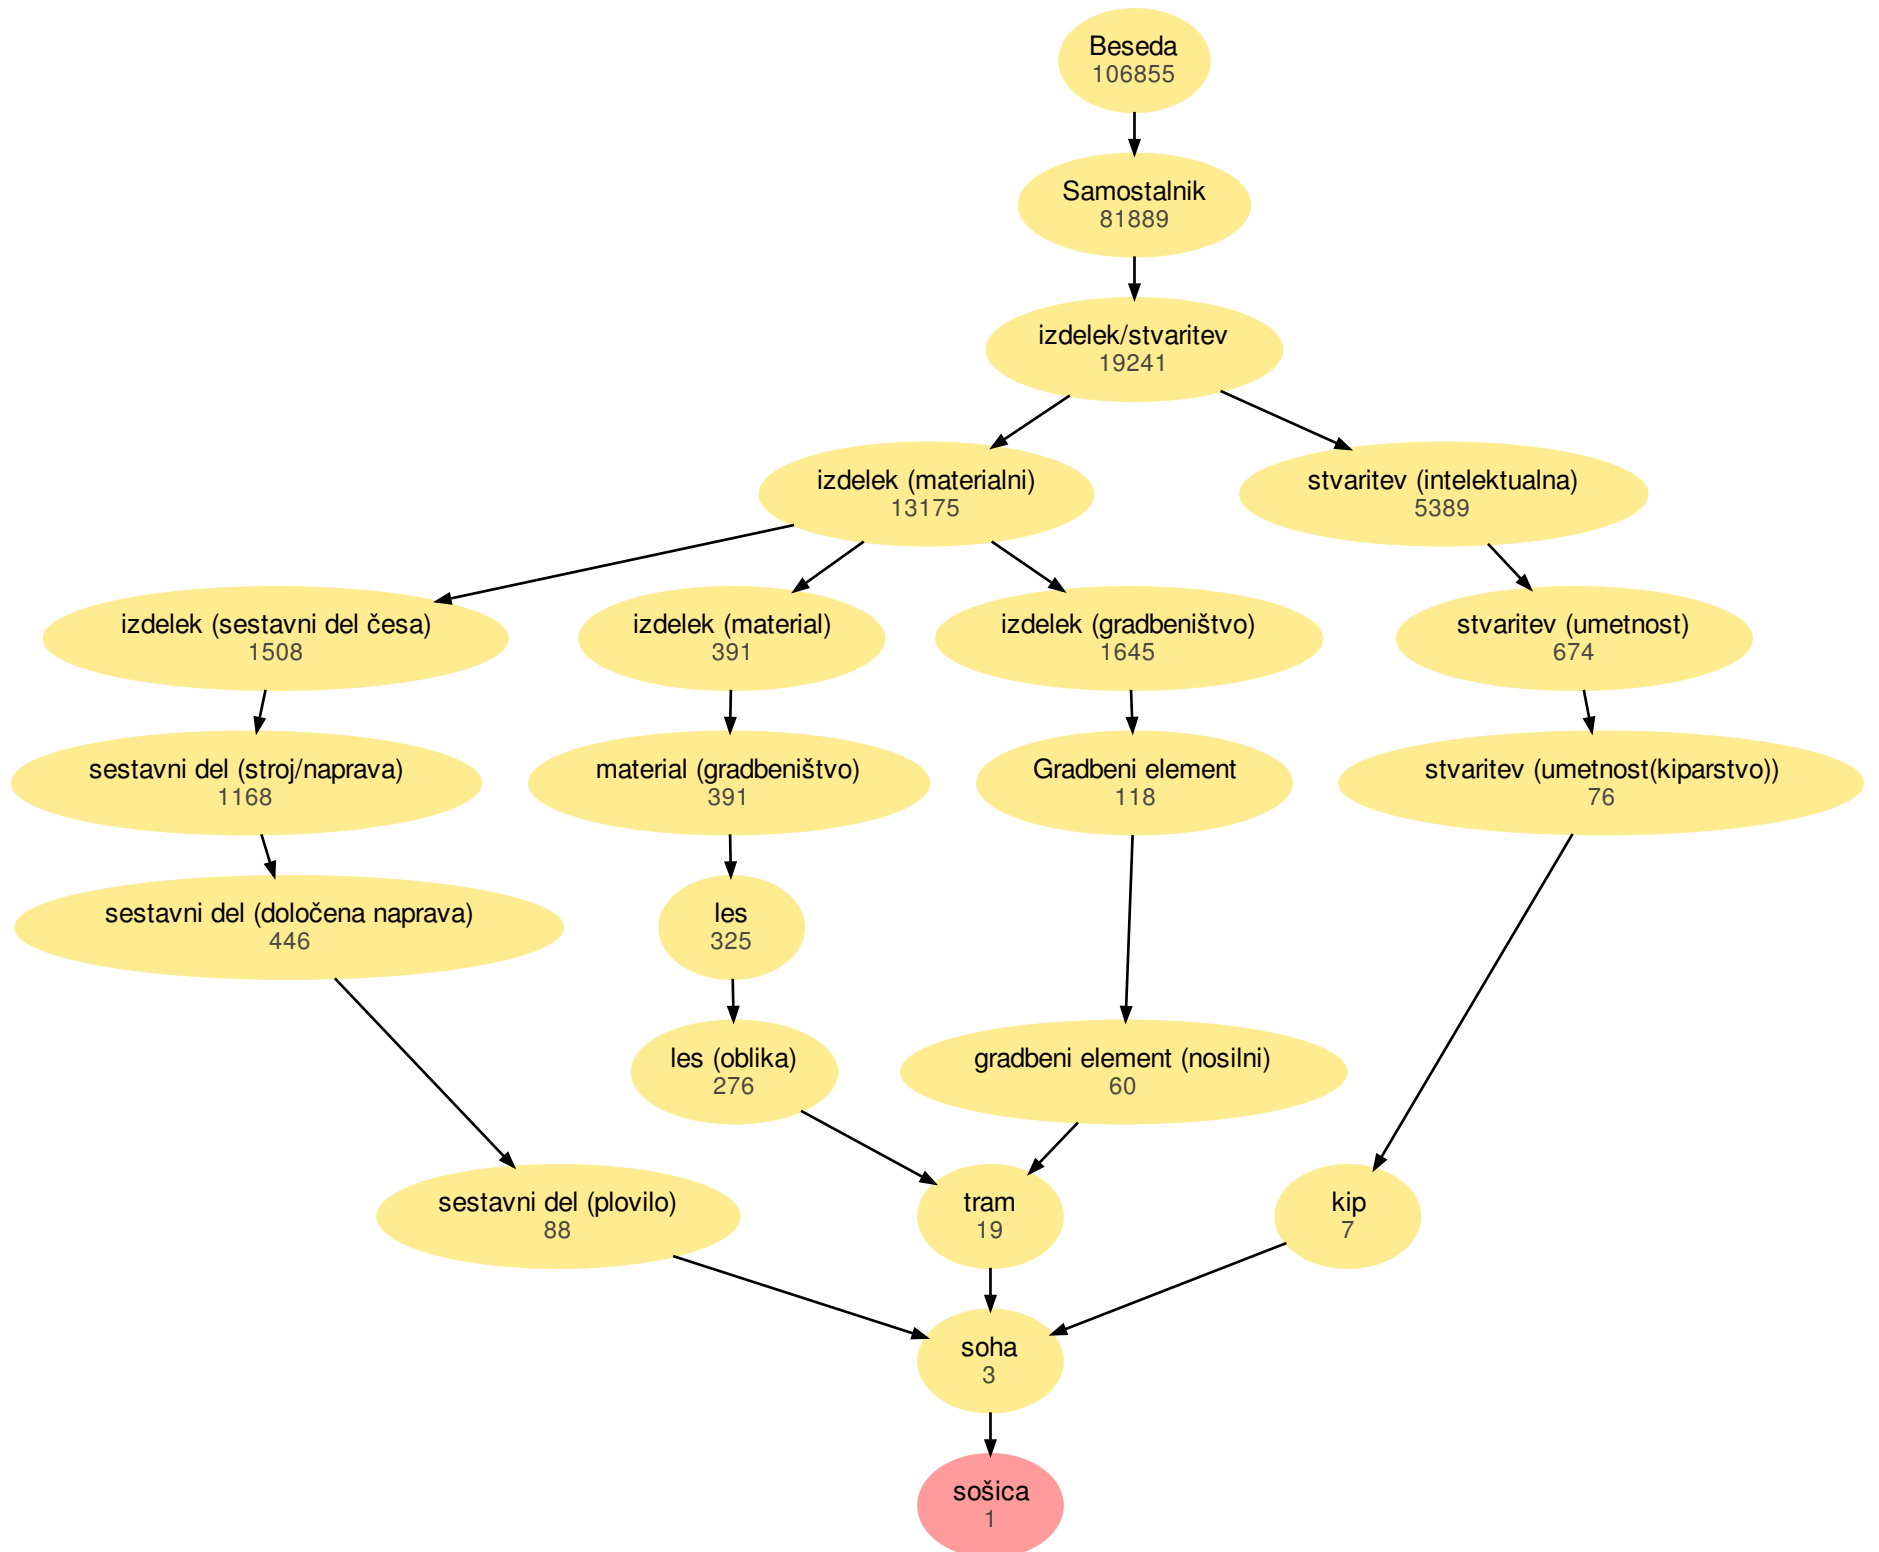 Beseda
106855
Samostalnik
81889
izdelek/stvaritev
19241
izdelek (materialni)
13175
stvaritev (intelektualna)
5389
izdelek (sestavni del česa)
1508
izdelek (material)
391
izdelek (gradbeništvo)
1645
stvaritev (umetnost)
674
sestavni del (stroj/naprava)
1168
material (gradbeništvo)
391
Gradbeni element
118
stvaritev (umetnost(kiparstvo))
76
sestavni del (določena naprava)
446
les
325
les (oblika)
276
gradbeni element (nosilni)
60
sestavni del (plovilo)
88
tram
19
kip
7
soha
3
sošica
1